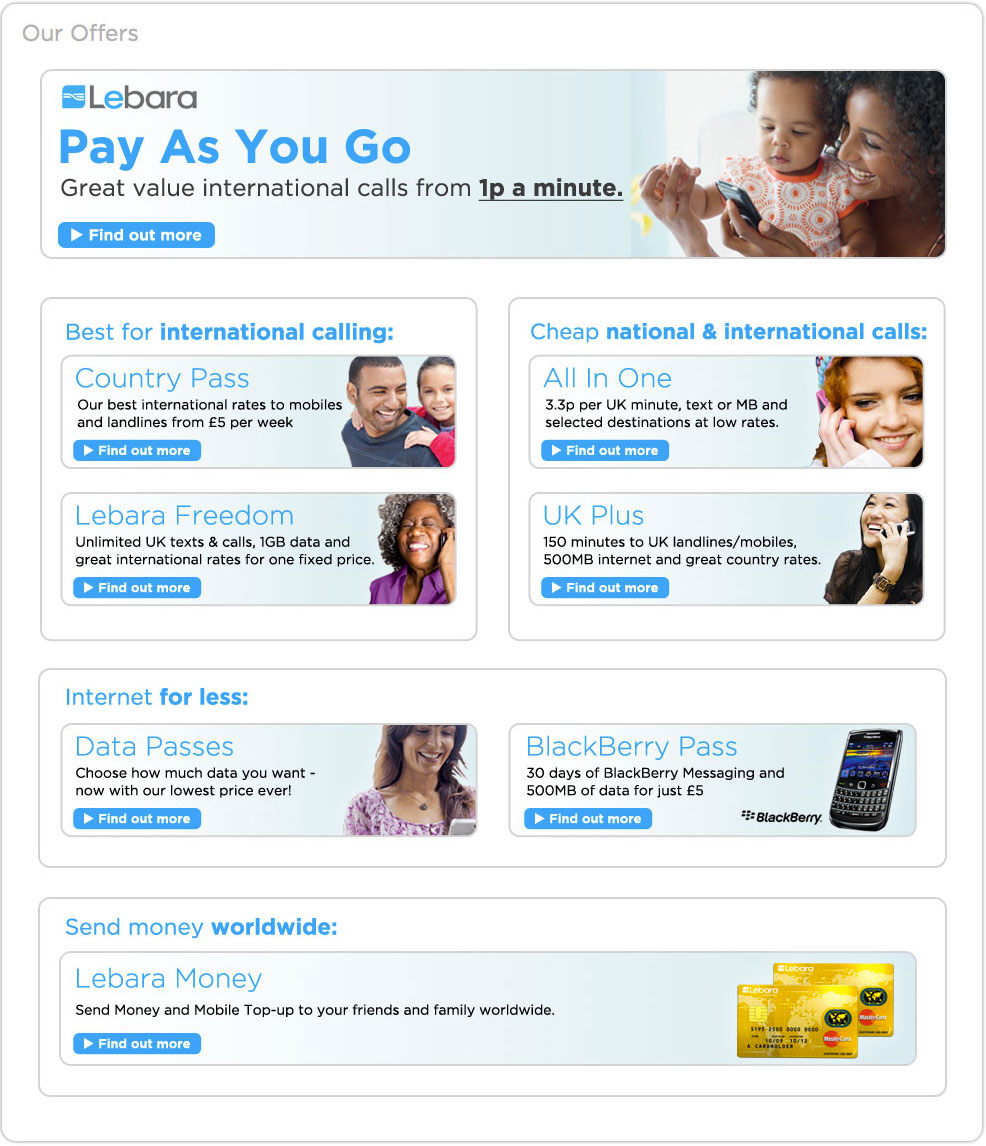 Our Offers
Lebara
Pay As You Go
Great value international calls from 1p a minute.
Find out more
Best for international calling:
Country Pass
Our best international rates to mobiles
and landlines from £5 per week
Find out more
Lebara Freedom
Unlimited UK texts & calls, 1GB data and
great international rates for one fixed price.
Find out more
Cheap national & international calls:
All In One
3.3p per UK minute, text or MB and
selected destinations at low rates.
Find out more
UK Plus
150 minutes to UK landlines/mobiles,
500MB internet and great country rates.
Find out more
Internet for less:
Data Passes
Choose how much data you want -
now with our lowest price ever!
Find out more
BlackBerry Pass
30 days of BlackBerry Messaging and
500MB of data for just £5
Find out more
BlackBerry.
Send money worldwide:
Lebara Money
Send Money and Mobile Top-up to your friends and family worldwide.
Find out more
Lebara
MasterCard
Lebara
5195 2300 0000 0000
10/09 10/12
A CARDHOLDER
MasterCard